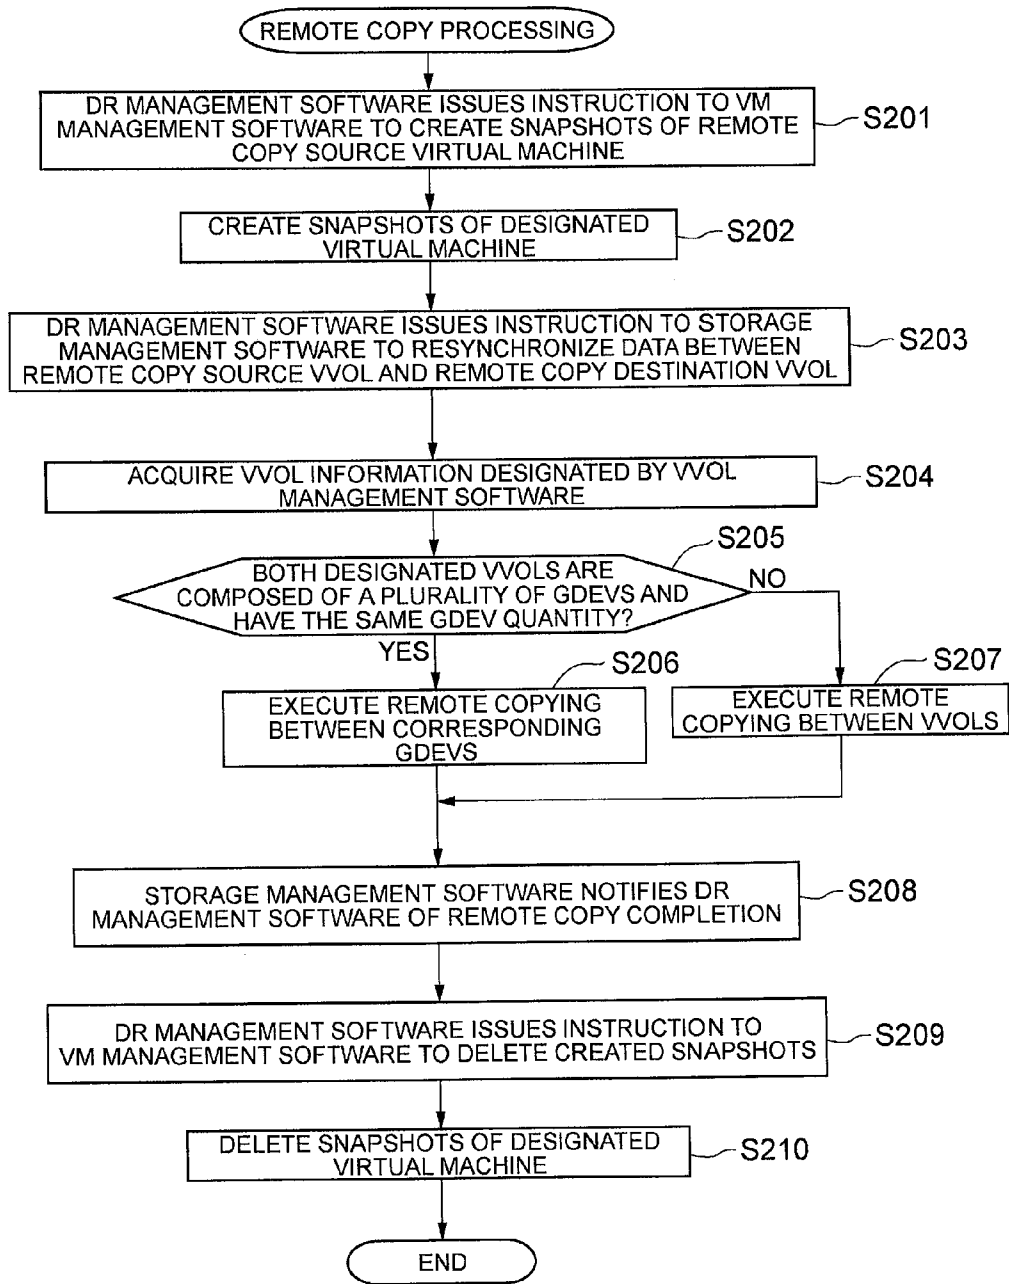 REMOTE COPY PROCESSING
DR MANAGEMENT SOFTWARE ISSUES INSTRUCTION TO VM
MANAGEMENT SOFTWARE TO CREATE SNAPSHOTS OF REMOTE
COPY SOURCE VIRTUAL MACHINE
S201
CREATE SNAPSHOTS OF DESIGNATED
VIRTUAL MACHINE
S202
DR MANAGEMENT SOFTWARE ISSUES INSTRUCTION TO STORAGE
MANAGEMENT SOFTWARE TO RESYNCHRONIZE DATA BETWEEN
REMOTE COPY SOURCE VVOL AND REMOTE COPY DESTINATION VVOL
S203
ACQUIRE VVOL INFORMATION DESIGNATED BY VVOL
MANAGEMENT SOFTWARE
S204
S205
BOTH DESIGNATED VVOLS ARE
COMPOSED OF A PLURALITY OF GDEVS AND
HAVE THE SAME GDEV QUANTITY?
NO
YES
S206
EXECUTE REMOTE COPYING
BETWEEN CORRESPONDING
GDEVS
S207
EXECUTE REMOTE
COPYING BETWEEN VVOLS
STORAGE MANAGEMENT SOFTWARE NOTIFIES DR
MANAGEMENT SOFTWARE OF REMOTE COPY COMPLETION
S208
DR MANAGEMENT SOFTWARE ISSUES INSTRUCTION TO
VM MANAGEMENT SOFTWARE TO DELETE CREATED SNAPSHOTS
S209
DELETE SNAPSHOTS OF DESIGNATED
VIRTUAL MACHINE
S210
END